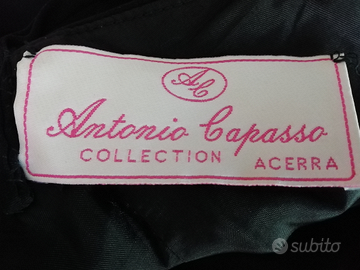 AC
Antonio Capasso
COLLECTION ACERRA
subito